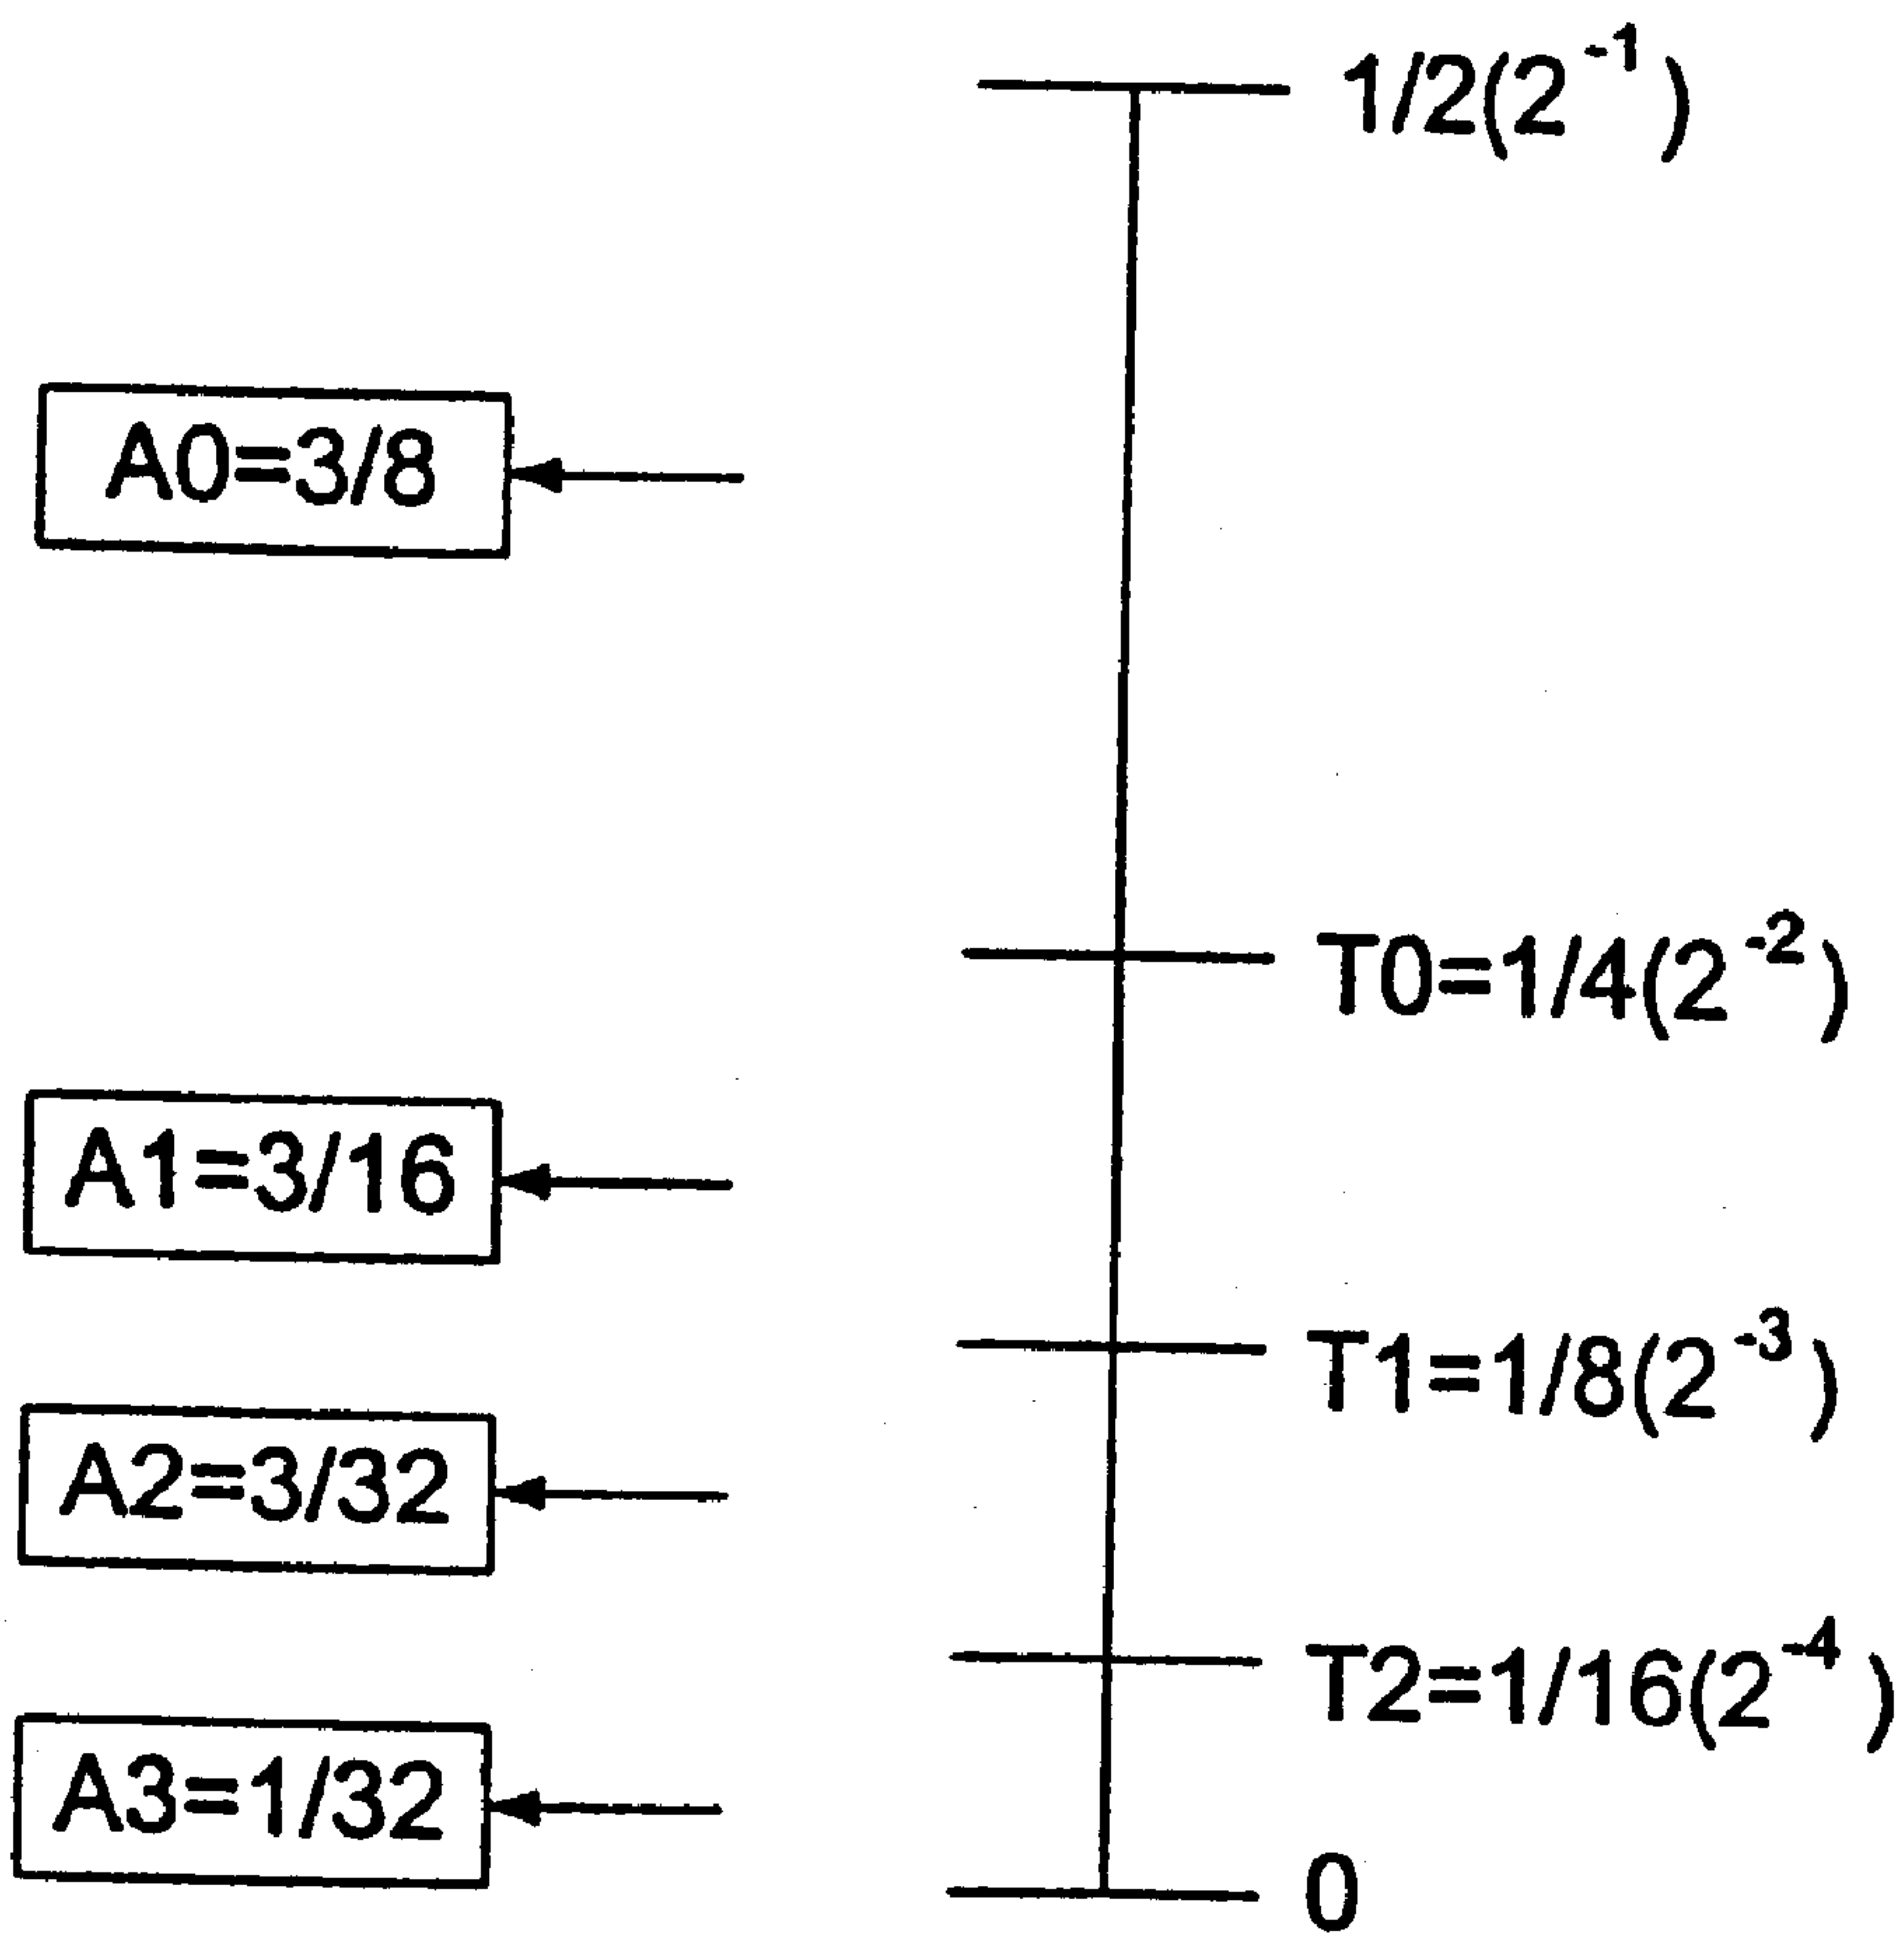 1/2(2^-1)
A0=3/8
T0=1/4(2^-2)
A1=3/16
T1=1/8(2^-3)
A2=3/32
T2=1/16(2^-4)
A3=1/32
0